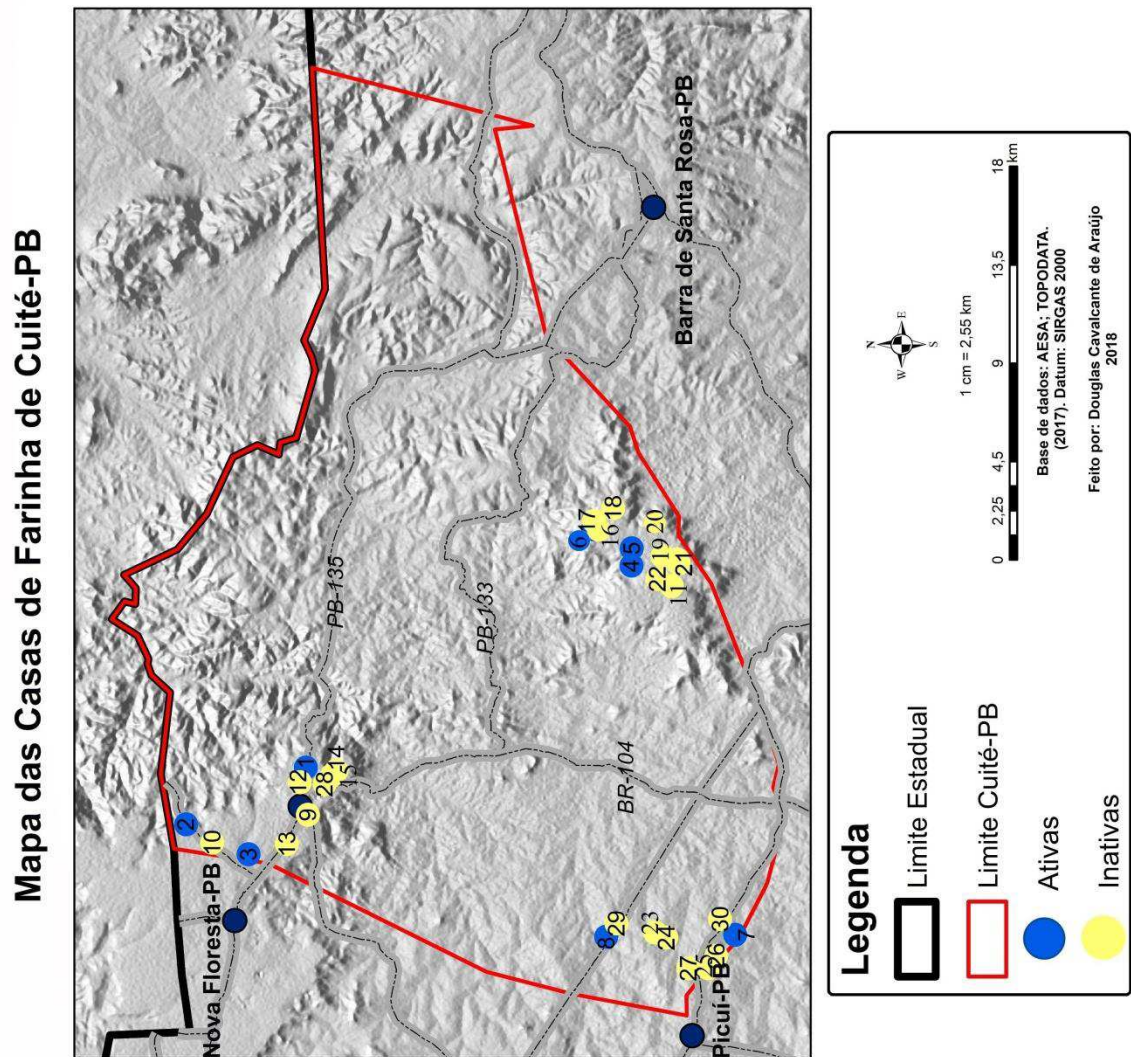 Mapa das Casas de Farinha de Cuité-PB
Nova Floresta-PB
2
10
3
13
9
12
1
28
14
15
PB-135
PB-133
BR-104
6
17
16
18
4
5
22
19
20
11
21
8
29
23
24
27
25
26
30
7
Picuí-PB
Barra de Santa Rosa-PB
Legenda
Limite Estadual
Limite Cuité-PB
Ativas
Inativas
N
W
E
S
1 cm = 2,55 km
0 2,25 4,5 9 13,5 18
km
Base de dados: AESA; TOPODATA.
(2017). Datum: SIRGAS 2000
Feito por: Douglas Cavalcante de Araújo
2018